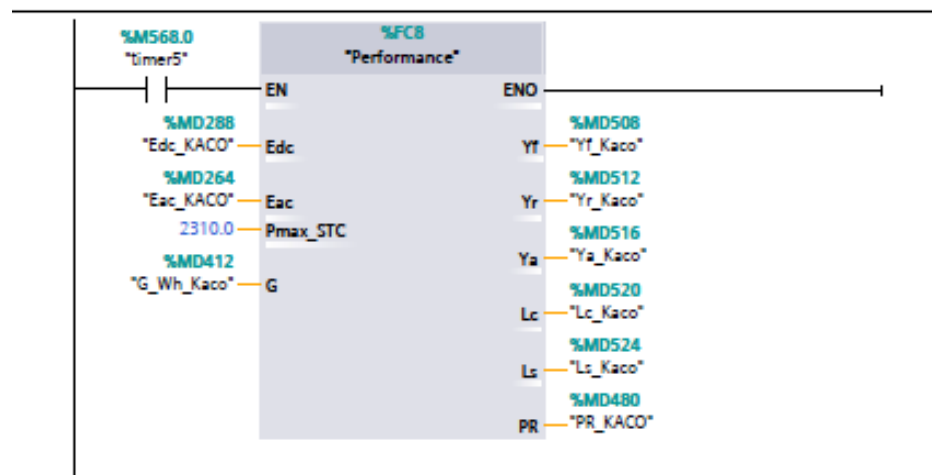 %M568.0
"timer5"
%FC8
"Performance"
EN
ENO
%MD288
"Edc_KACO"
Edc
%MD508
Yf
"Yf_Kaco"
%MD264
"Eac_KACO"
Eac
%MD512
Yr
"Yr_Kaco"
2310.0
Pmax_STC
%MD516
Ya
"Ya_Kaco"
%MD412
"G_Wh_Kaco"
G
%MD520
Lc
"Lc_Kaco"
%MD524
Ls
"Ls_Kaco"
%MD480
PR
"PR_KACO"